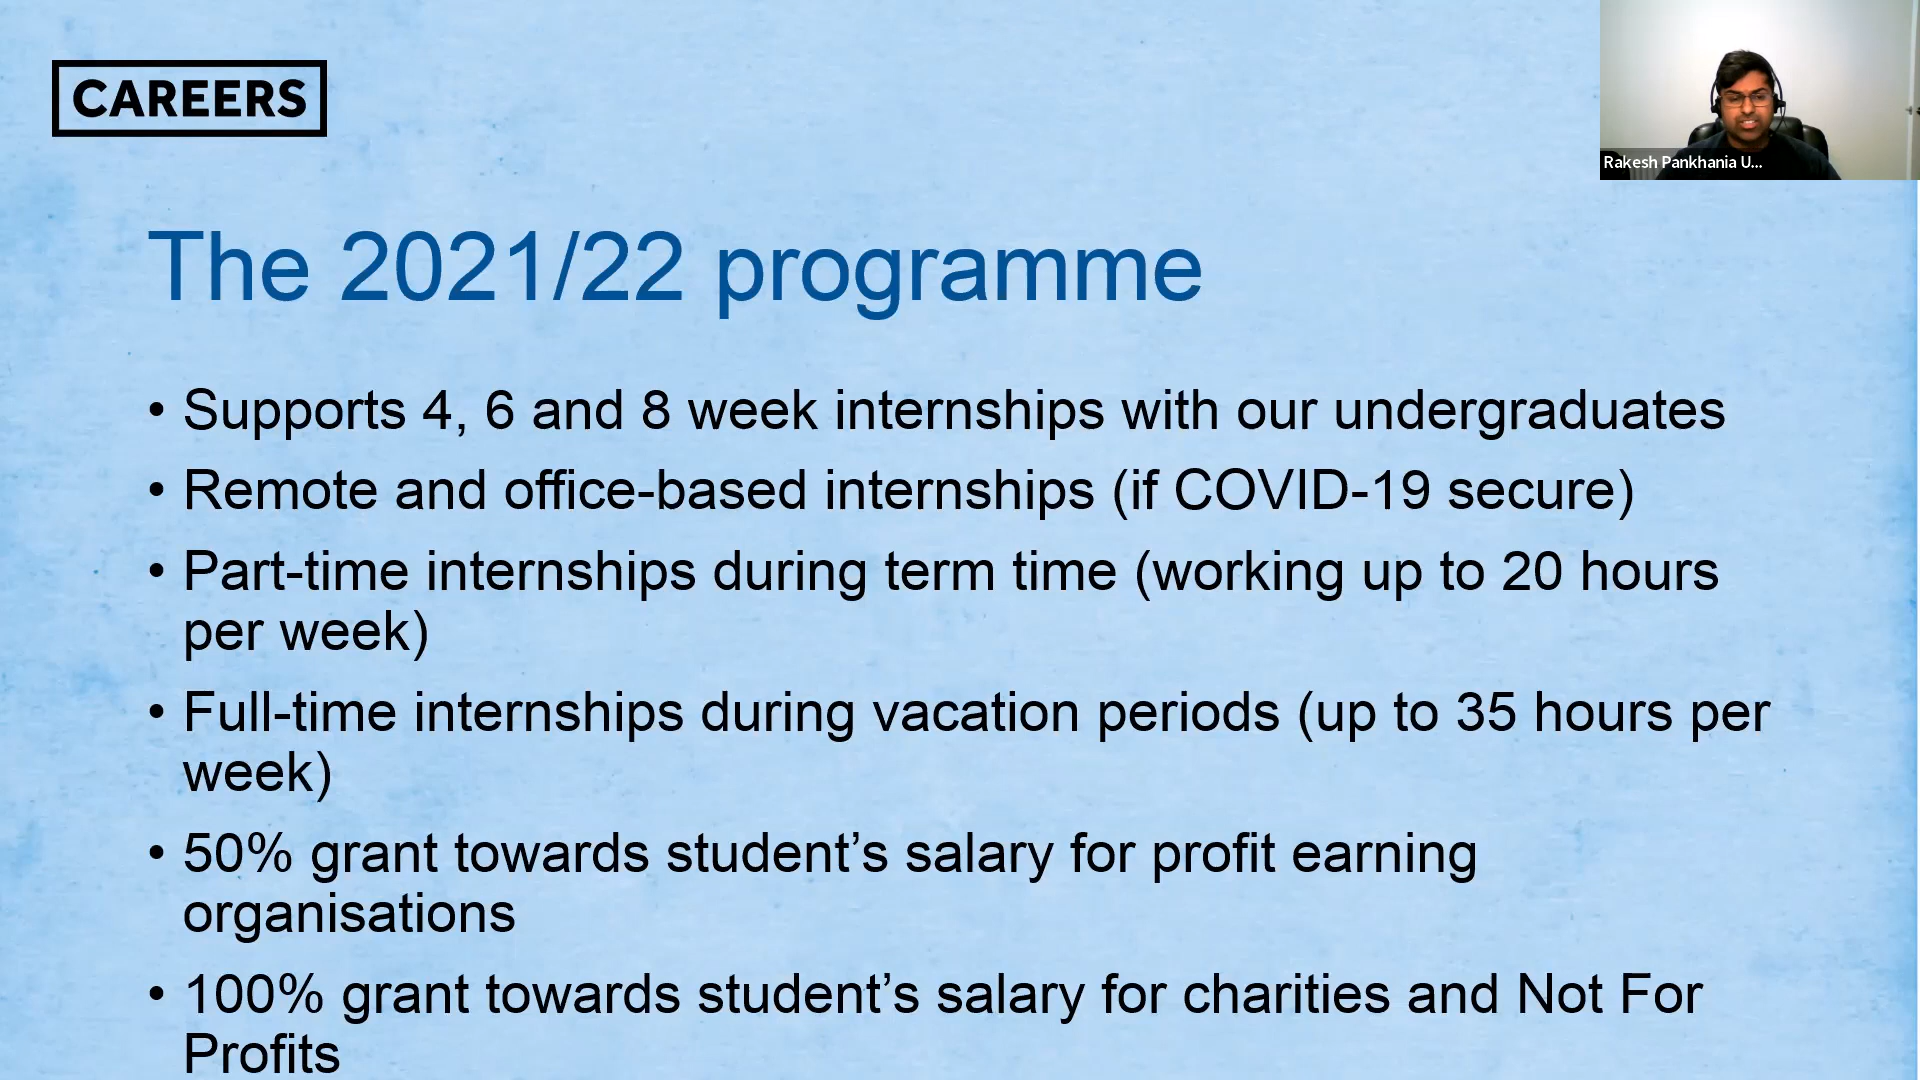 CAREERS
Rakesh Pankhania U...
The 2021/22 programme
• Supports 4, 6 and 8 week internships with our undergraduates
• Remote and office-based internships (if COVID-19 secure)
• Part-time internships during term time (working up to 20 hours
per week)
• Full-time internships during vacation periods (up to 35 hours per
week)
• 50% grant towards student’s salary for profit earning
organisations
• 100% grant towards student’s salary for charities and Not For
Profits